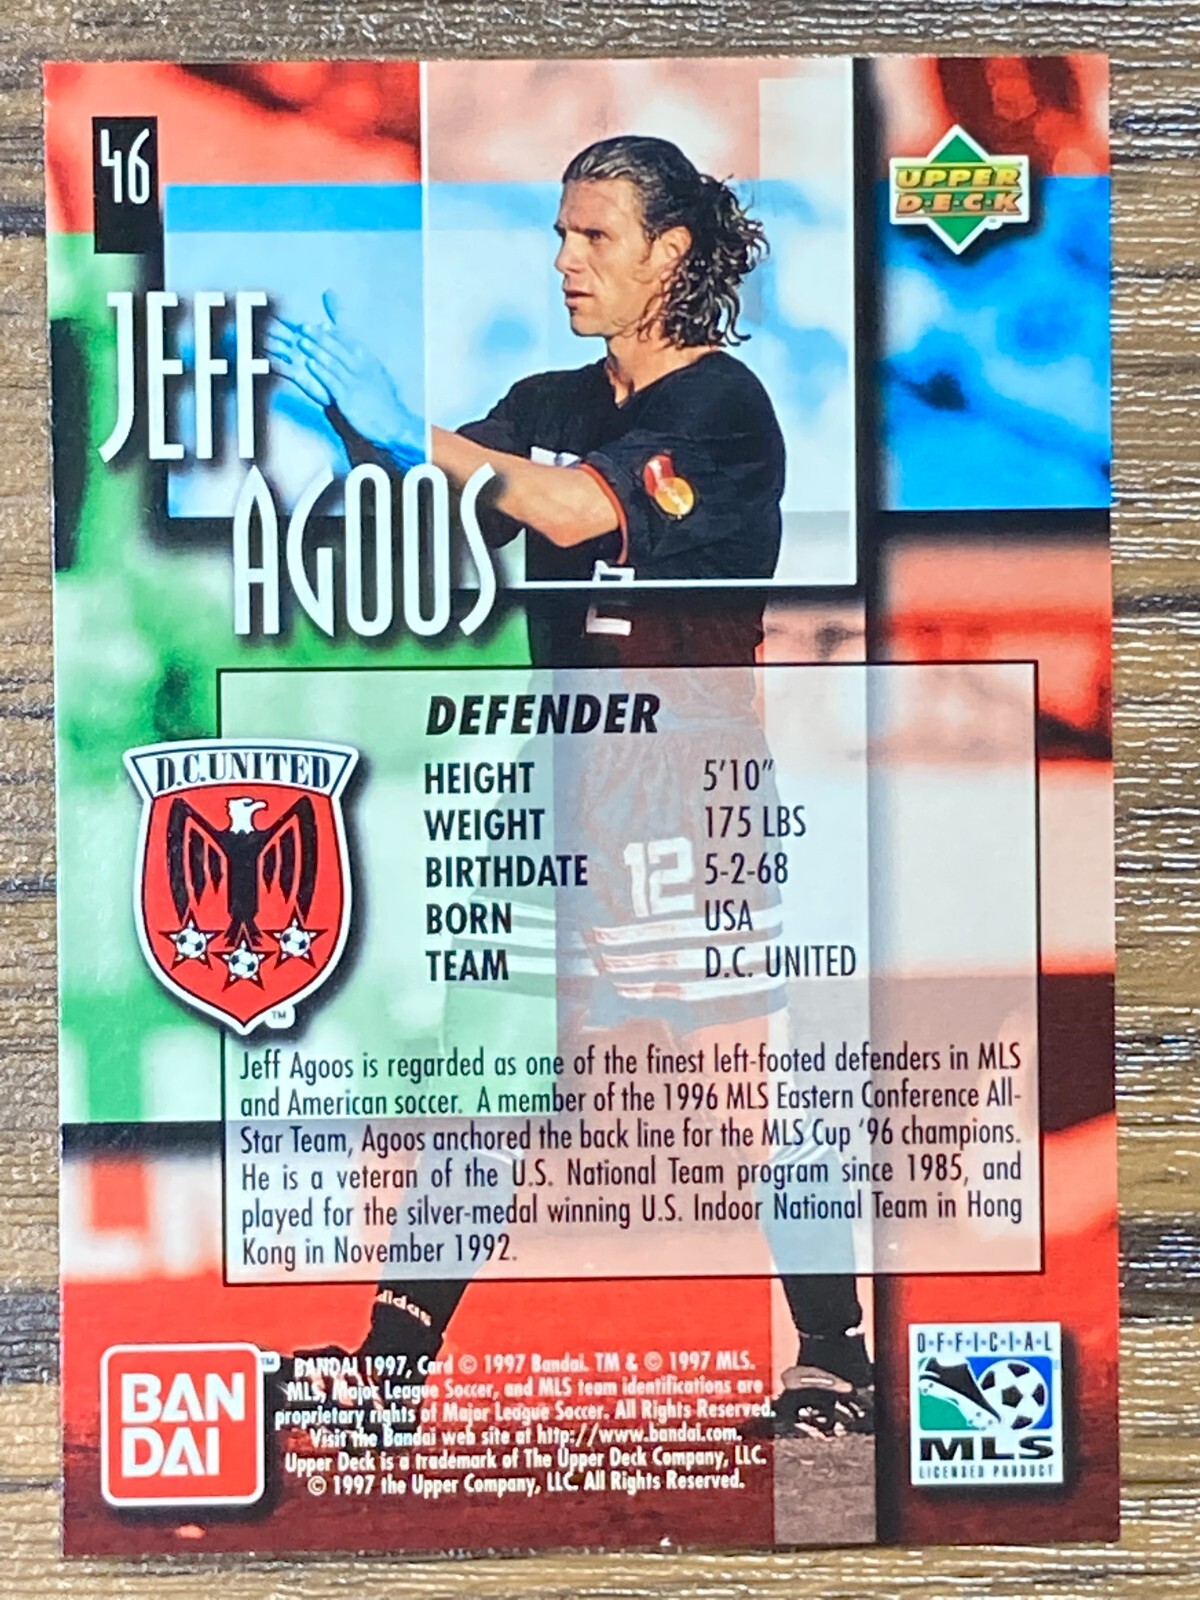 46
UPPER
D·E·C·K
JEFF
AGOOS
DEFENDER
D.C.UNITED
HEIGHT 5'10"
WEIGHT 175 LBS
BIRTHDATE 5-2-68
BORN USA
TEAM D.C. UNITED
12
TM
Jeff Agoos is regarded as one of the finest left-footed defenders in MLS
and American soccer. A member of the 1996 MLS Eastern Conference All-
Star Team, Agoos anchored the back line for the MLS Cup '96 champions.
He is a veteran of the U.S. National Team program since 1985, and
played for the silver-medal winning U.S. Indoor National Team in Hong
Kong in November 1992.
adidas
BAN
DAI
TM
BANDAI 1997, Card © 1997 Bandai. TM & © 1997 MLS.
MLS, Major League Soccer, and MLS team identifications are
proprietary rights of Major League Soccer. All Rights Reserved.
Visit the Bandai web site at http://www.bandai.com.
Upper Deck is a trademark of The Upper Deck Company, LLC.
© 1997 the Upper Company, LLC. All Rights Reserved.
O·F·F·I·C·I·A·L
MLS
LICENSED PRODUCT